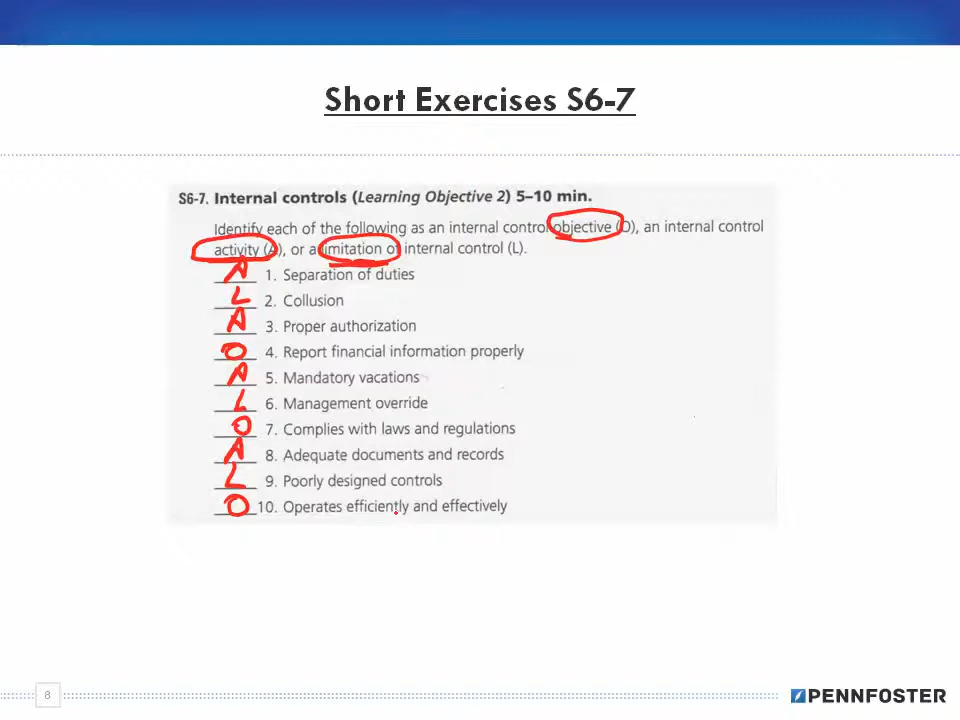 Short Exercises S6-7
S6-7. Internal controls (Learning Objective 2) 5–10 min.
Identify each of the following as an internal control objective (O), an internal control
activity (A), or a limitation of internal control (L).
A 1. Separation of duties
L 2. Collusion
A 3. Proper authorization
O 4. Report financial information properly
A 5. Mandatory vacations
L 6. Management override
O 7. Complies with laws and regulations
A 8. Adequate documents and records
L 9. Poorly designed controls
O 10. Operates efficiently and effectively
8
PENNFOSTER